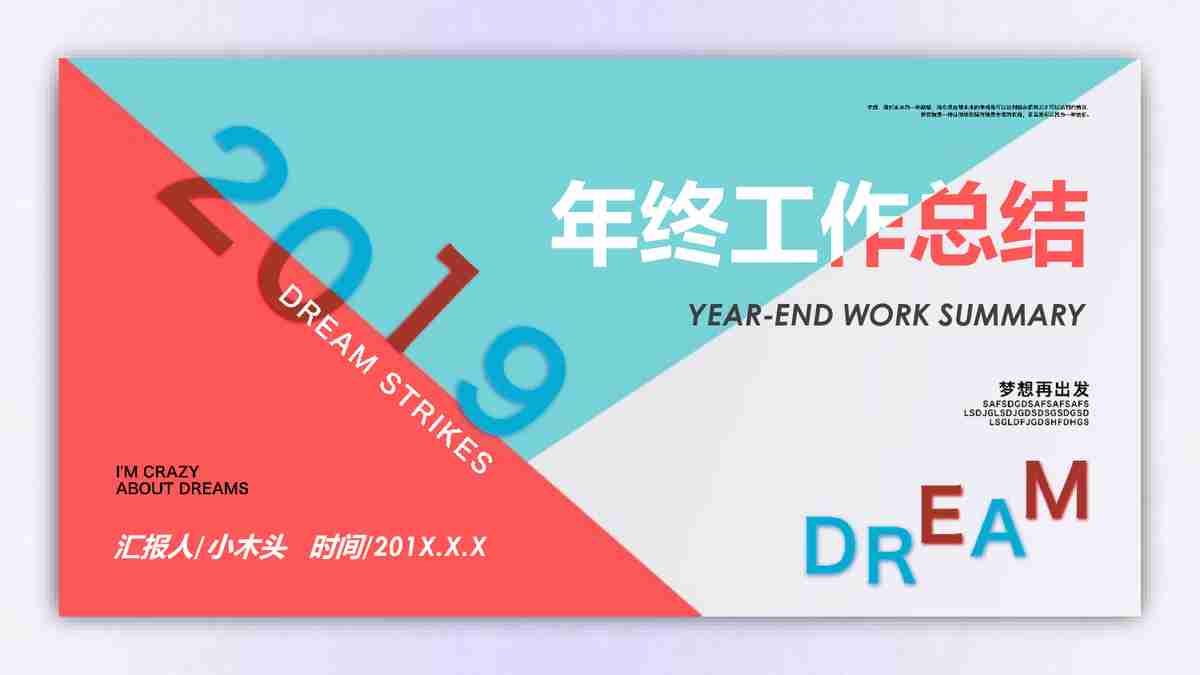 2019
DREAM STRIKES
年终工作总结
YEAR-END WORK SUMMARY
梦想再出发
SAFSDGDSAFSAFSAFS
LSDJGLSDJGDSDSGSDGSD
LSGLDFJGDSHFDHGS
I'M CRAZY
ABOUT DREAMS
汇报人/小木头 时间/201X.X.X
DREAM